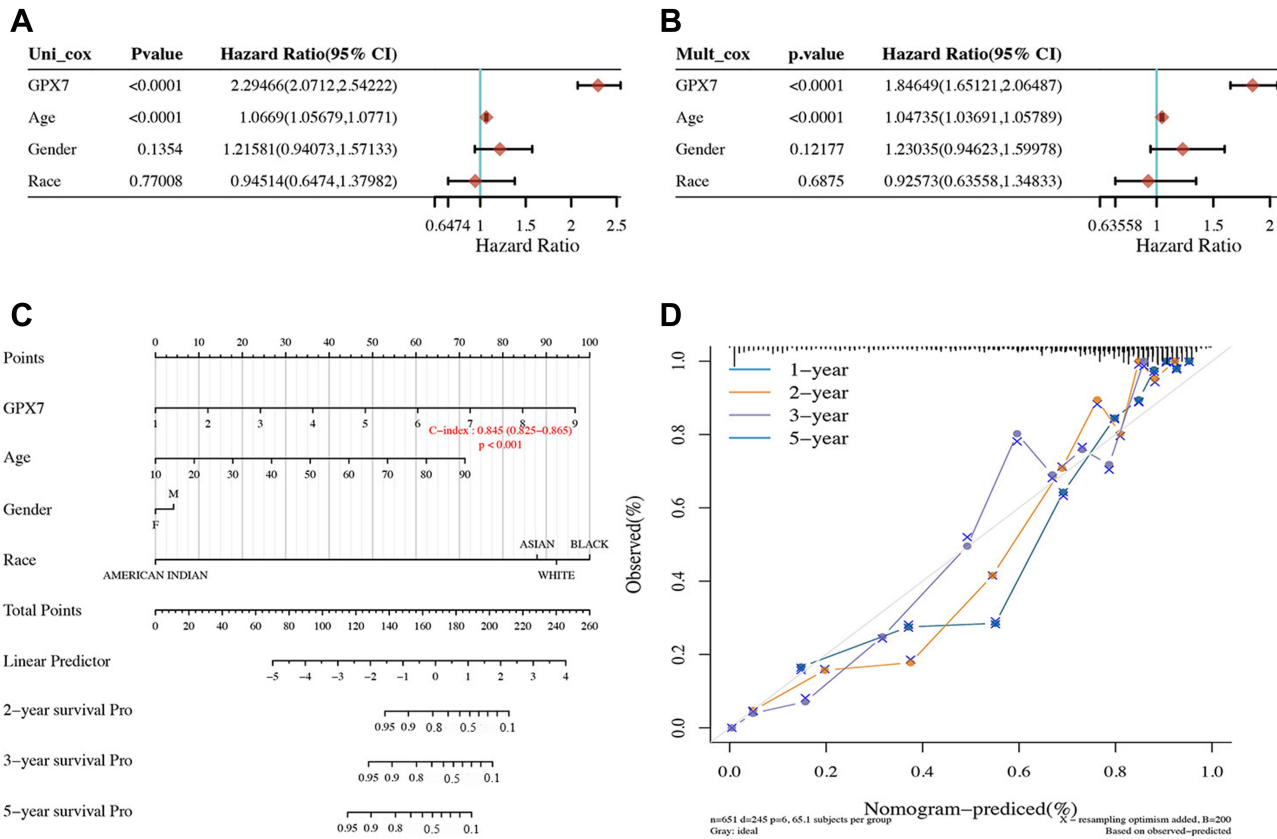 A
Uni_cox Pvalue Hazard Ratio(95% CI)
GPX7 <0.0001 2.29466(2.0712,2.54222)
Age <0.0001 1.0669(1.05679,1.0771)
Gender 0.1354 1.21581(0.94073,1.57133)
Race 0.77008 0.94514(0.6474,1.37982)
0.6474 1 1.5 2 2.5
Hazard Ratio
B
Mult_cox p.value Hazard Ratio(95% CI)
GPX7 <0.0001 1.84649(1.65121,2.06487)
Age <0.0001 1.04735(1.03691,1.05789)
Gender 0.12177 1.23035(0.94623,1.59978)
Race 0.6875 0.92573(0.63558,1.34833)
0.63558 1 1.5 2
Hazard Ratio
C
0 10 20 30 40 50 60 70 80 90 100
Points
GPX7
1 2 3 4 5 6 7 8 9
C-index : 0.845 (0.825-0.865)
p < 0.001
Age
10 20 30 40 50 60 70 80 90
M
Gender
F
ASIAN BLACK
Race
AMERICAN INDIAN WHITE
Total Points
0 20 40 60 80 100 120 140 160 180 200 220 240 260
Linear Predictor
−5 −4 −3 −2 −1 0 1 2 3 4
2−year survival Pro
0.95 0.9 0.8 0.5 0.1
3−year survival Pro
0.95 0.9 0.8 0.5 0.1
5−year survival Pro
0.95 0.9 0.8 0.5 0.1
D
1−year
2−year
3−year
5−year
Observed(%)
1.0
0.8
0.6
0.4
0.2
0.0
0.0 0.2 0.4 0.6 0.8 1.0
Nomogram−prediced(%)
n=651 d=245 p=6, 65.1 subjects per group
Gray: ideal
X − resampling optimism added, B=200
Based on observed−predicted